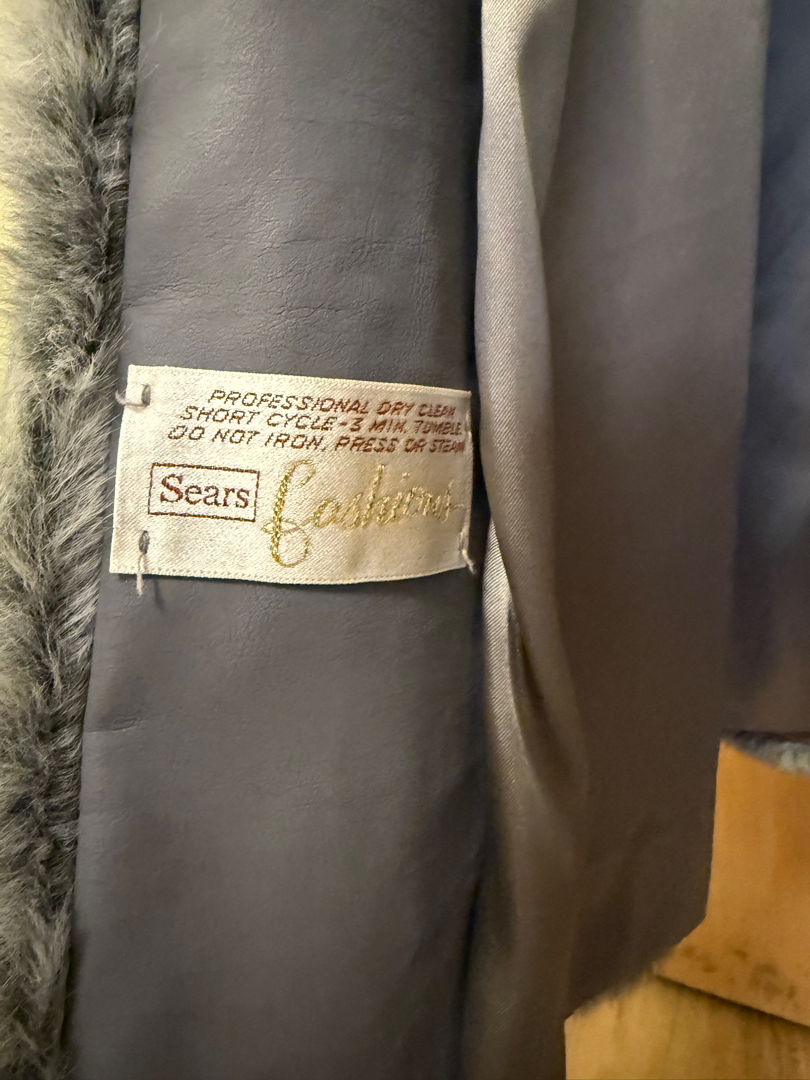 PROFESSIONAL DRY CLEAN
SHORT CYCLE-3 MIN. TUMBLE.
DO NOT IRON, PRESS OR STEAM
Sears Fashions